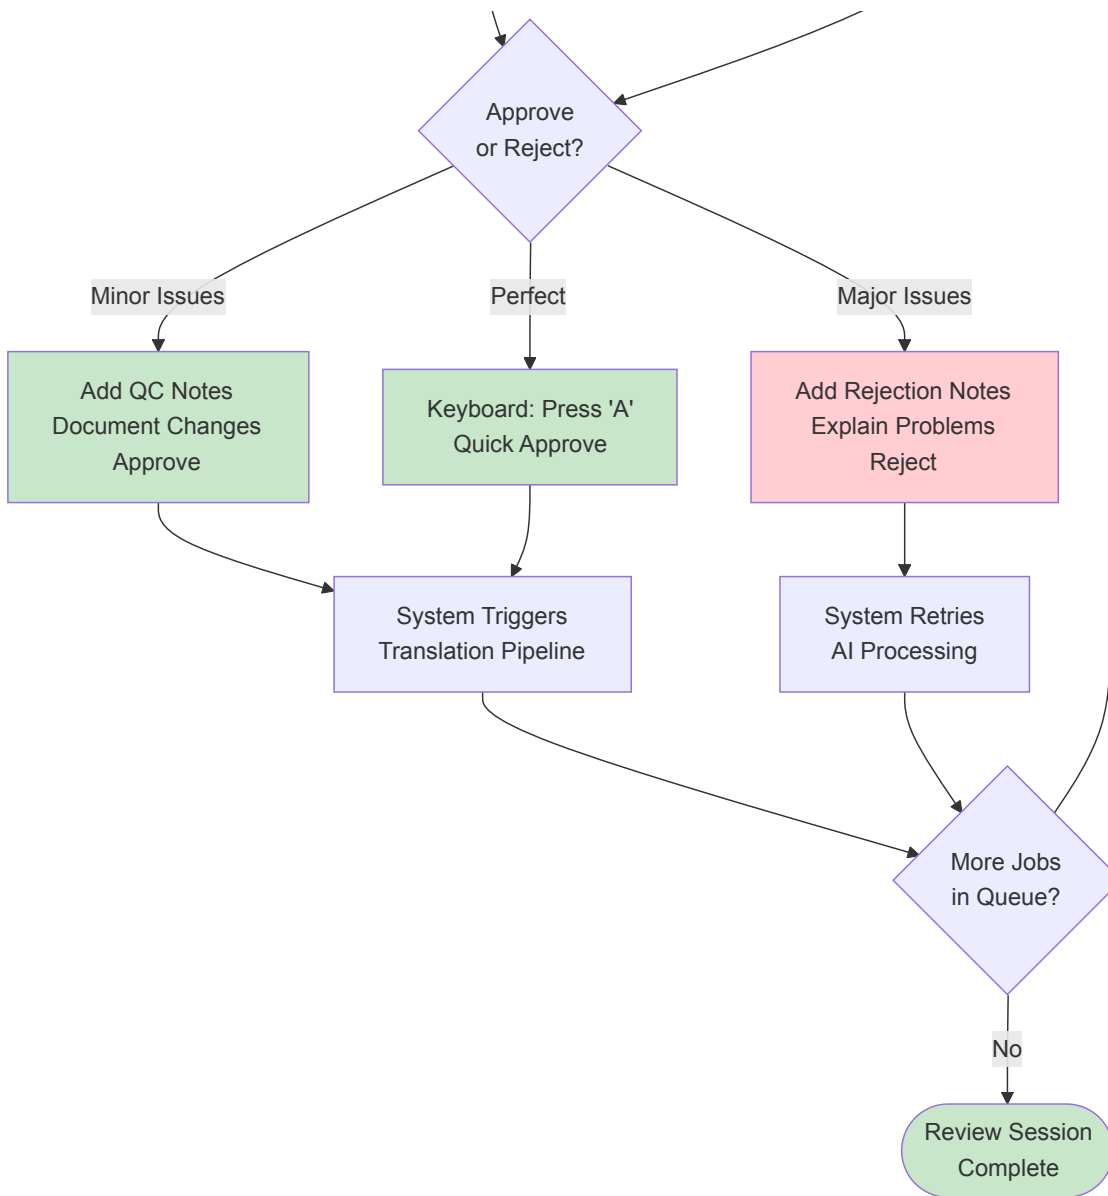 Approve
or Reject?
Minor Issues
Perfect
Major Issues
Add QC Notes
Document Changes
Approve
Keyboard: Press 'A'
Quick Approve
Add Rejection Notes
Explain Problems
Reject
System Triggers
Translation Pipeline
System Retries
AI Processing
More Jobs
in Queue?
No
Review Session
Complete